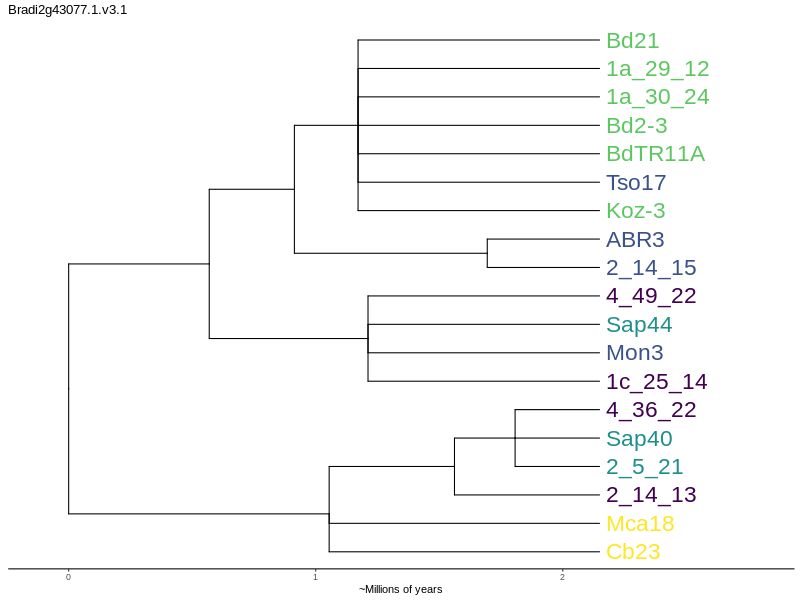 Bradi2g43077.1.v3.1
Bd21
1a_29_12
1a_30_24
Bd2-3
BdTR11A
Tso17
Koz-3
ABR3
2_14_15
4_49_22
Sap44
Mon3
1c_25_14
4_36_22
Sap40
2_5_21
2_14_13
Mca18
Cb23
0 1 2
~Millions of years